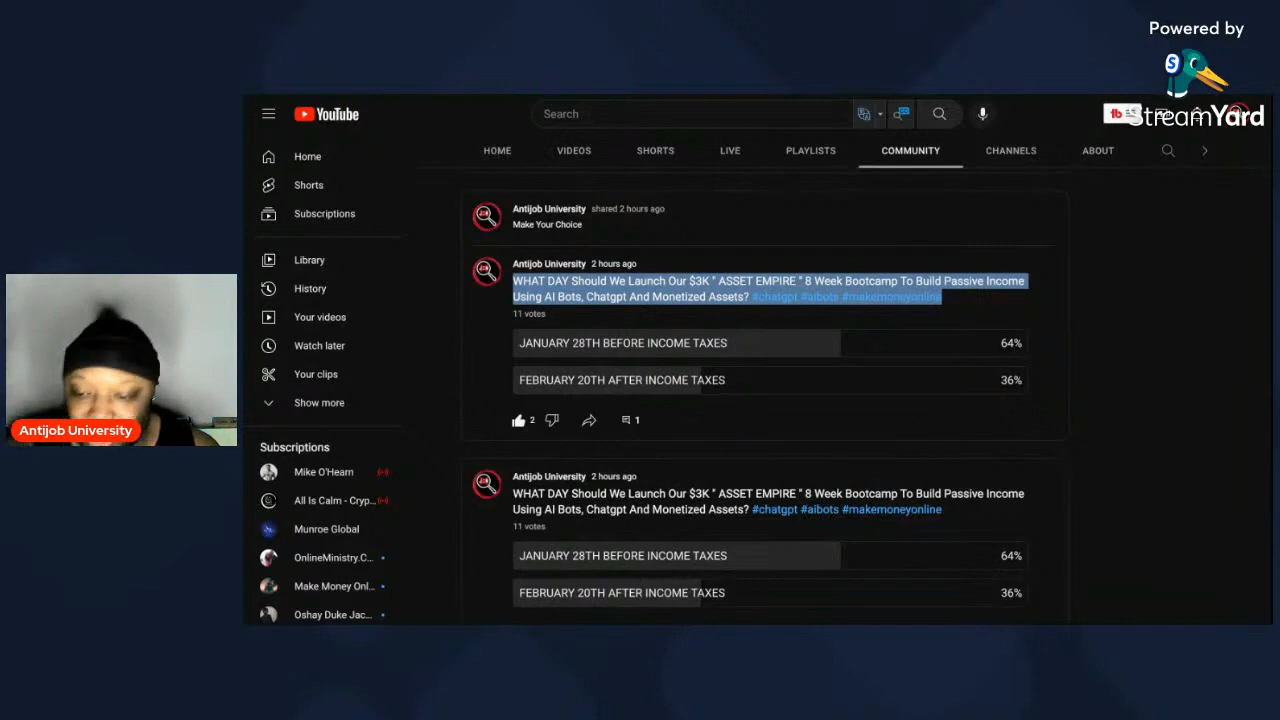 Powered by
StreamYard
YouTube
Search
HOME
VIDEOS
SHORTS
LIVE
PLAYLISTS
COMMUNITY
CHANNELS
ABOUT
Home
Shorts
Subscriptions
Library
History
Your videos
Watch later
Your clips
Show more
Subscriptions
Mike O'Hearn
All Is Calm - Cryp...
Munroe Global
OnlineMinistry.C...
Make Money Onl...
Oshay Duke Jac...
Antijob University shared 2 hours ago
Make Your Choice
Antijob University 2 hours ago
WHAT DAY Should We Launch Our $3K " ASSET EMPIRE " 8 Week Bootcamp To Build Passive Income
Using AI Bots, Chatgpt And Monetized Assets? #chatgpt #aibots #makemoneyonline
11 votes
JANUARY 28TH BEFORE INCOME TAXES 64%
FEBRUARY 20TH AFTER INCOME TAXES 36%
2 1
Antijob University 2 hours ago
WHAT DAY Should We Launch Our $3K " ASSET EMPIRE " 8 Week Bootcamp To Build Passive Income
Using AI Bots, Chatgpt And Monetized Assets? #chatgpt #aibots #makemoneyonline
11 votes
JANUARY 28TH BEFORE INCOME TAXES 64%
FEBRUARY 20TH AFTER INCOME TAXES 36%
Antijob University